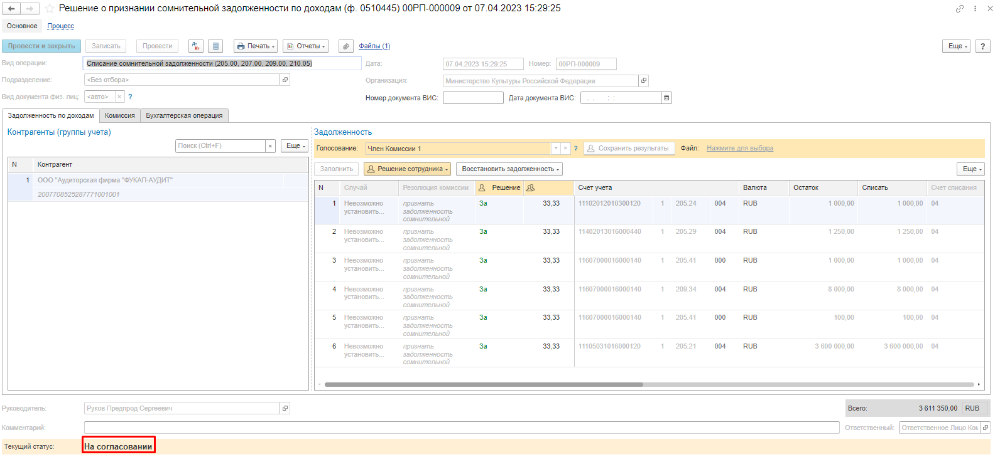 Решение о признании сомнительной задолженности по доходам (ф. 0510445) 00РП-000009 от 07.04.2023 15:29:25
Основное Процесс
Провести и закрыть Записать Провести Дт Кт Печать Отчеты Файлы (1) Еще ?
Вид операции: Списание сомнительной задолженности (205.00, 207.00, 209.00, 210.05) Дата: 07.04.2023 15:29:25 Номер: 00РП-000009
Подразделение: <Без отбора> Организация: Министерство Культуры Российской Федерации
Вид документа физ. лиц: <авто> × ? Номер документа ВИС: Дата документа ВИС: . . : :
Задолженность по доходам Комиссия Бухгалтерская операция
Контрагенты (группы учета)
Поиск (Ctrl+F) × Еще
N Контрагент
1 ООО "Аудиторская фирма "ФУКАП-АУДИТ"
2007708525287771001001
Задолженность
Голосование: Член Комиссии 1 × ? Сохранить результаты Файл: Нажмите для выбора
Заполнить Решение сотрудника Восстановить задолженность Еще
N Случай Резолюция комиссии Решение Счет учета Валюта Остаток Списать Счет списания
1 Невозможно признать За 33,33 11102012010300120 1 205.24 004 RUB 1 000,00 1 000,00 04
установить... задолженность
сомнительной
2 Невозможно признать За 33,33 11402013016000440 1 205.29 004 RUB 1 250,00 1 250,00 04
установить... задолженность
сомнительной
3 Невозможно признать За 33,33 11607000016000140 1 205.41 000 RUB 1 000,00 1 000,00 04
установить... задолженность
сомнительной
4 Невозможно признать За 33,33 11607000016000140 1 209.34 004 RUB 8 000,00 8 000,00 04
установить... задолженность
сомнительной
5 Невозможно признать За 33,33 11607000016000140 1 205.41 000 RUB 100,00 100,00 04
установить... задолженность
сомнительной
6 Невозможно признать За 33,33 11105031016000120 1 205.21 004 RUB 3 600 000,00 3 600 000,00 04
установить... задолженность
сомнительной
Руководитель: Руков Предпрод Сергеевич Всего: 3 611 350,00 RUB
Комментарий: Ответственный: Ответственное Лицо Ком
Текущий статус: На согласовании